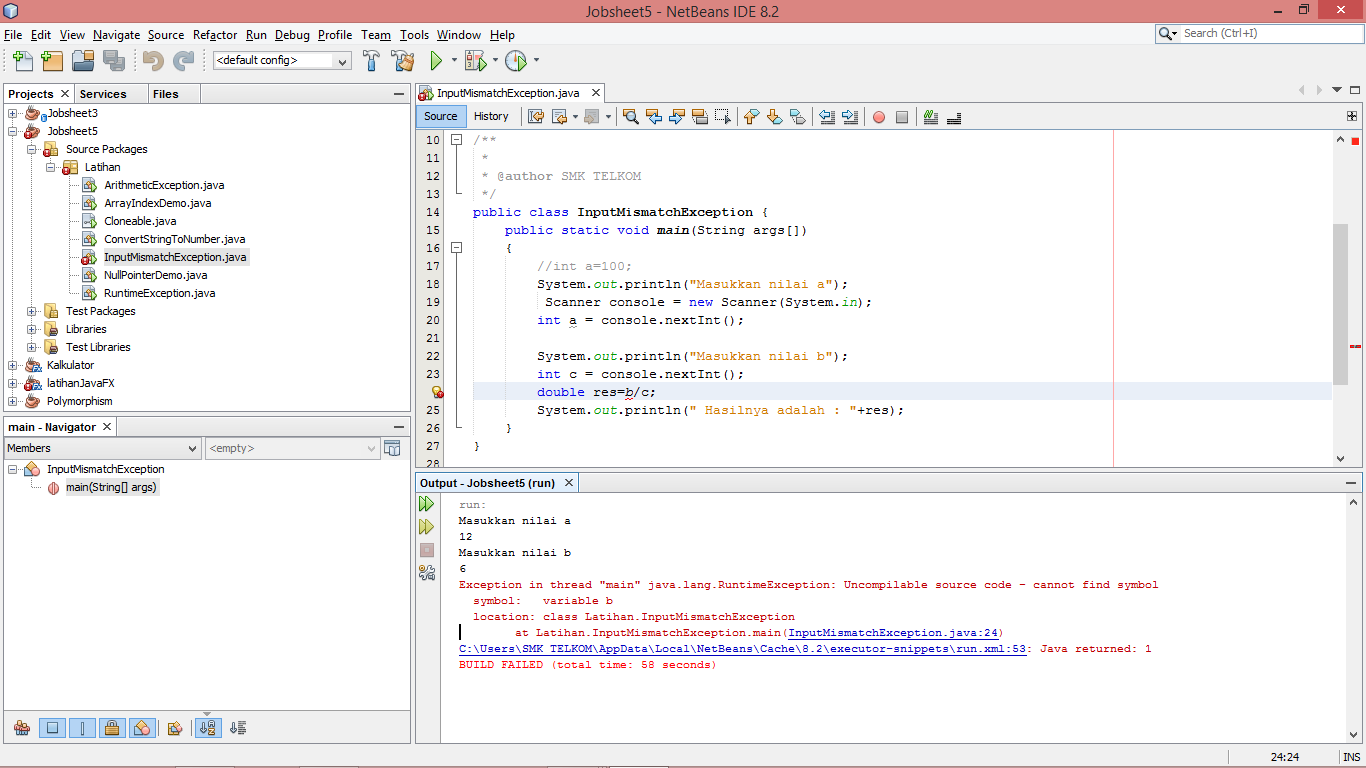 Jobsheet5 - NetBeans IDE 8.2
File Edit View Navigate Source Refactor Run Debug Profile Team Tools Window Help
Search (Ctrl+I)
<default config>
Projects
Services
Files
Jobsheet3
Jobsheet5
Source Packages
Latihan
ArithmeticException.java
ArrayIndexDemo.java
Cloneable.java
ConvertStringToNumber.java
InputMismatchException.java
NullPointerDemo.java
RuntimeException.java
Test Packages
Libraries
Test Libraries
Kalkulator
latihanJavaFX
Polymorphism
main - Navigator
Members
<empty>
InputMismatchException
main(String[] args)
InputMismatchException.java
Source
History
10 /**
11 *
12 * @author SMK TELKOM
13 */
14 public class InputMismatchException {
15 public static void main(String args[])
16 {
17 //int a=100;
18 System.out.println("Masukkan nilai a");
19 Scanner console = new Scanner(System.in);
20 int a = console.nextInt();
21
22 System.out.println("Masukkan nilai b");
23 int c = console.nextInt();
double res=b/c;
25 System.out.println(" Hasilnya adalah : "+res);
26 }
27 }
28
Output - Jobsheet5 (run)
run:
Masukkan nilai a
12
Masukkan nilai b
6
Exception in thread "main" java.lang.RuntimeException: Uncompilable source code - cannot find symbol
symbol: variable b
location: class Latihan.InputMismatchException
at Latihan.InputMismatchException.main(InputMismatchException.java:24)
C:\Users\SMK TELKOM\AppData\Local\NetBeans\Cache\8.2\executor-snippets\run.xml:53: Java returned: 1
BUILD FAILED (total time: 58 seconds)
24:24
INS